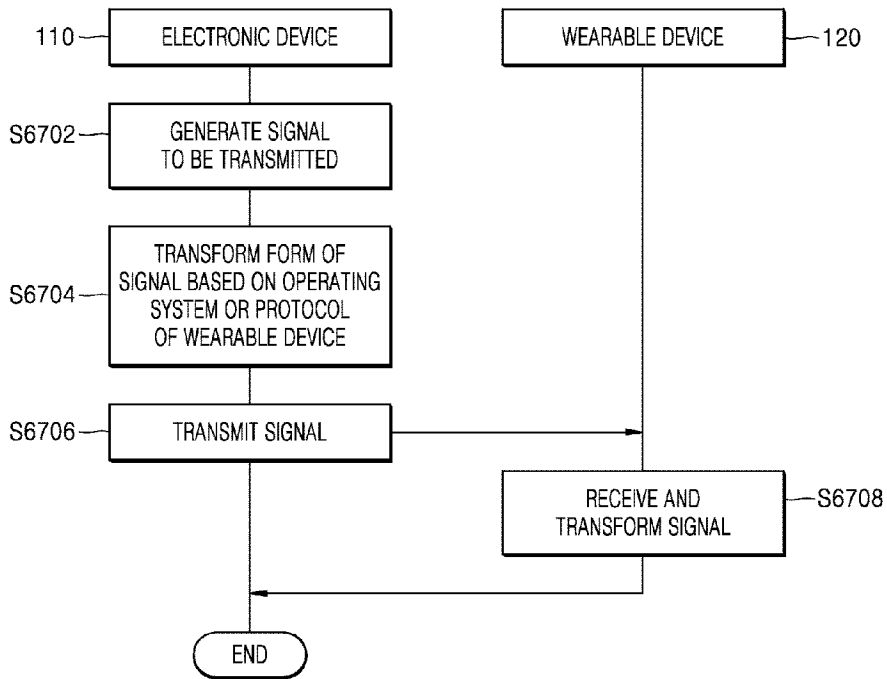 110
ELECTRONIC DEVICE
WEARABLE DEVICE
120
S6702
GENERATE SIGNAL
TO BE TRANSMITTED
S6704
TRANSFORM FORM OF
SIGNAL BASED ON OPERATING
SYSTEM OR PROTOCOL
OF WEARABLE DEVICE
S6706
TRANSMIT SIGNAL
RECEIVE AND
TRANSFORM SIGNAL
S6708
END